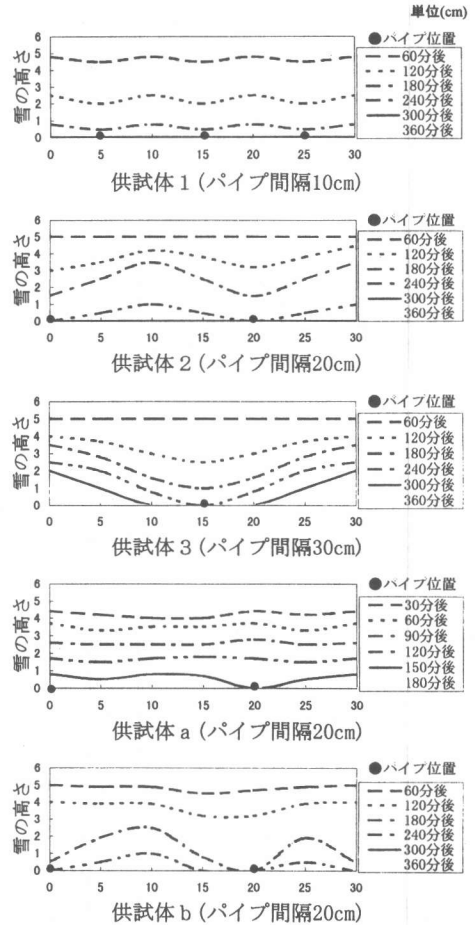 単位(cm)
●パイプ位置
雪の高さ
6
5
4
3
2
1
0
60分後
120分後
180分後
240分後
300分後
360分後
0 5 10 15 20 25 30
供試体1(パイプ間隔10cm)
●パイプ位置
雪の高さ
6
5
4
3
2
1
0
60分後
120分後
180分後
240分後
300分後
360分後
0 5 10 15 20 25 30
供試体2(パイプ間隔20cm)
●パイプ位置
雪の高さ
6
5
4
3
2
1
0
60分後
120分後
180分後
240分後
300分後
360分後
0 5 10 15 20 25 30
供試体3(パイプ間隔30cm)
●パイプ位置
雪の高さ
6
5
4
3
2
1
0
30分後
60分後
90分後
120分後
150分後
180分後
0 5 10 15 20 25 30
供試体a(パイプ間隔20cm)
●パイプ位置
雪の高さ
6
5
4
3
2
1
0
60分後
120分後
180分後
240分後
300分後
360分後
0 5 10 15 20 25 30
供試体b(パイプ間隔20cm)